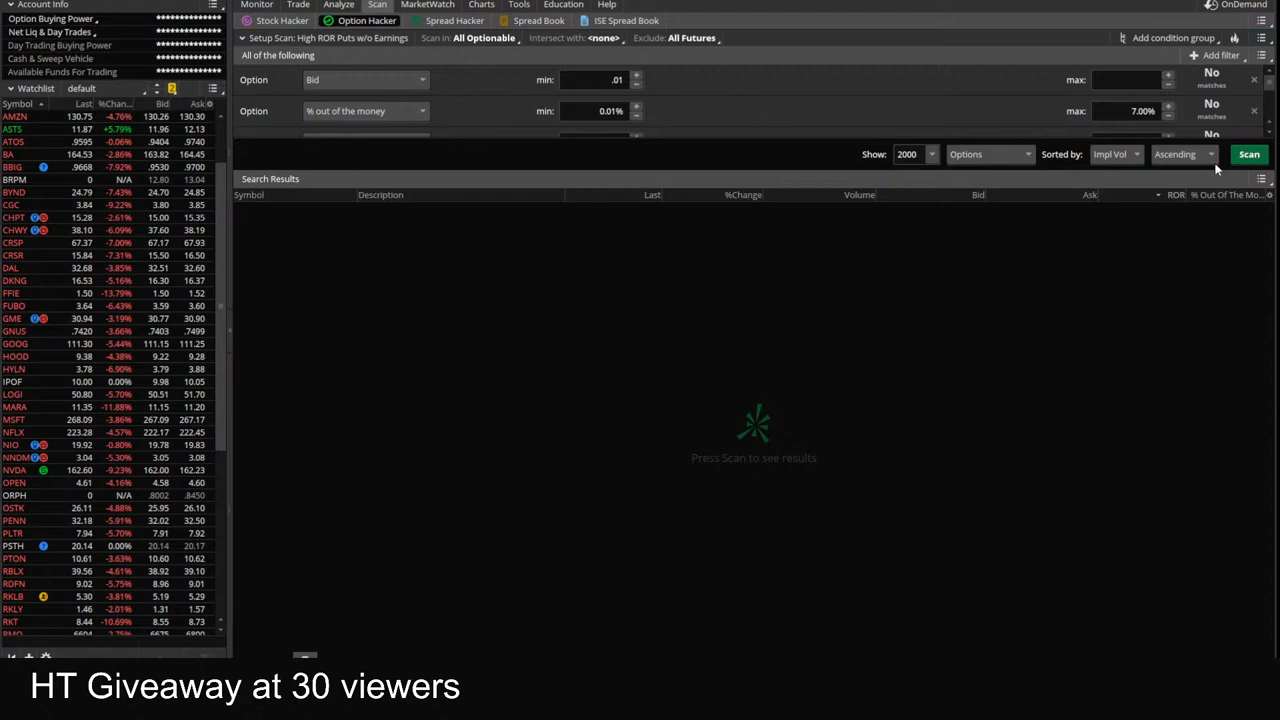 Account Info
Option Buying Power ***************
Net Liq & Day Trades ***************
Day Trading Buying Power ***************
Cash & Sweep Vehicle ***************
Available Funds For Trading ***************
Watchlist default 2
Symbol Last %Chan... Bid Ask
AMZN 130.75 -4.76% 130.26 130.30
ASTS 11.87 +5.79% 11.96 12.13
ATOS .9595 -0.06% .9404 .9740
BA 164.53 -2.86% 163.82 164.45
BBIG .9668 -7.92% .9530 .9700
BRPM 0 N/A 12.80 13.04
BYND 24.79 -7.43% 24.50 24.85
CGC 3.84 -9.22% 3.80 3.85
CHPT 15.28 -2.61% 15.00 15.35
CHWY 38.10 -6.09% 37.60 38.19
CRSP 67.37 -7.00% 67.17 67.93
CRSR 15.84 -7.31% 15.50 16.50
DAL 32.68 -3.85% 32.51 32.60
DKNG 16.53 -5.16% 16.30 16.37
FFIE 1.50 -13.79% 1.50 1.52
FUBO 3.64 -6.43% 3.59 3.60
GME 30.94 -3.19% 30.77 30.90
GNUS .7420 -3.66% .7403 .7499
GOOG 111.30 -5.44% 111.15 111.25
HOOD 9.38 -4.38% 9.22 9.28
HYLN 3.78 -6.90% 3.79 3.88
IPOF 10.00 0.00% 9.98 10.05
LOGI 50.80 -5.70% 50.51 51.70
MARA 11.35 -11.88% 11.15 11.20
MSFT 268.09 -3.86% 267.09 267.17
NFLX 223.28 -4.57% 222.17 222.45
NIO 19.92 -0.80% 19.78 19.83
NNDM 3.04 -5.30% 3.05 3.08
NVDA 162.60 -9.23% 162.00 162.23
OPEN 4.61 -4.16% 4.58 4.60
ORPH 0 N/A .8002 .8450
OSTK 26.11 -4.88% 25.95 26.10
PENN 32.18 -5.91% 32.02 32.50
PLTR 7.94 -5.70% 7.91 7.92
PSTH 20.14 0.00% 20.14 20.17
PTON 10.61 -3.63% 10.60 10.62
RBLX 39.56 -4.61% 38.92 39.10
RDFN 9.02 -5.75% 8.96 9.01
RKLB 5.30 -3.81% 5.19 5.29
RKLY 1.46 -2.01% 1.31 1.57
RKT 8.44 -10.69% 8.55 8.73
Monitor Trade Analyze Scan MarketWatch Charts Tools Education Help OnDemand
Stock Hacker Option Hacker Spread Hacker Spread Book ISE Spread Book
Setup Scan: High ROR Puts w/o Earnings Scan in: All Optionable Intersect with: <none> Exclude: All Futures Add condition group
All of the following Add filter
Option Bid min: .01 max: No matches
Option % out of the money min: 0.01% max: 7.00% No matches
No
Show: 2000 Options Sorted by: Impl Vol Ascending Scan
Search Results
Symbol Description Last %Change Volume Bid Ask ROR % Out Of The Mo...
Press Scan to see results
HT Giveaway at 30 viewers